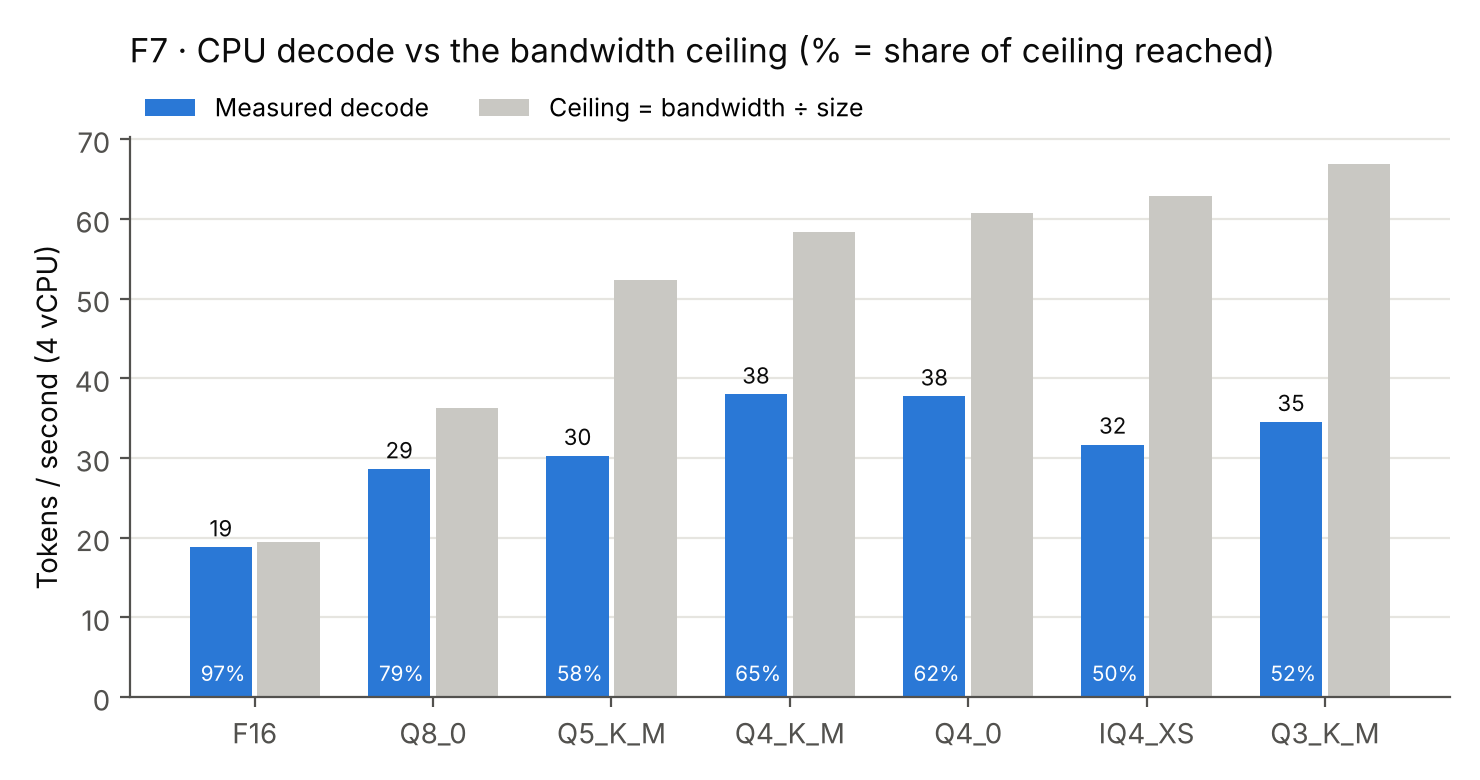 F7 · CPU decode vs the bandwidth ceiling (% = share of ceiling reached)
Measured decode
Ceiling = bandwidth ÷ size
Tokens / second (4 vCPU)
70
60
50
40
30
20
10
0
19
29
30
38
38
32
35
97%
79%
58%
65%
62%
50%
52%
F16
Q8_0
Q5_K_M
Q4_K_M
Q4_0
IQ4_XS
Q3_K_M